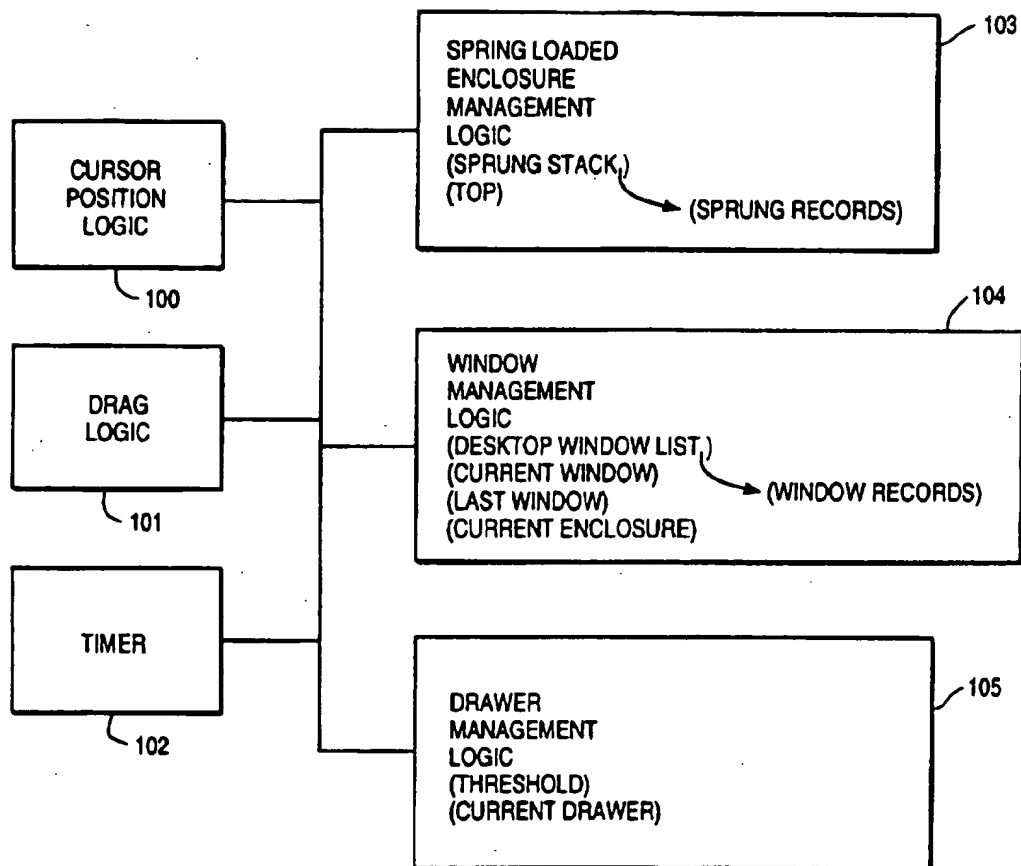 CURSOR
POSITION
LOGIC
100
DRAG
LOGIC
101
TIMER
102
103
SPRING LOADED
ENCLOSURE
MANAGEMENT
LOGIC
(SPRUNG STACK,)
(TOP)
(SPRUNG RECORDS)
104
WINDOW
MANAGEMENT
LOGIC
(DESKTOP WINDOW LIST,)
(CURRENT WINDOW)
(LAST WINDOW)
(WINDOW RECORDS)
(CURRENT ENCLOSURE)
105
DRAWER
MANAGEMENT
LOGIC
(THRESHOLD)
(CURRENT DRAWER)